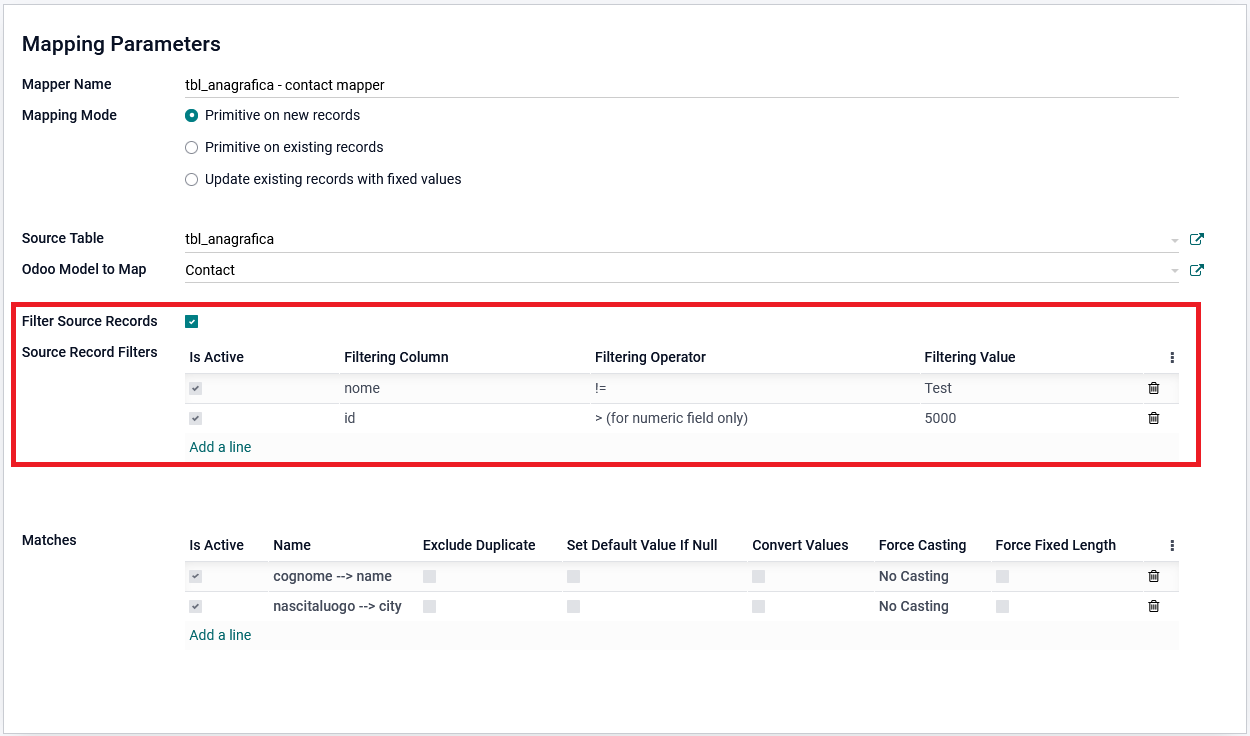 Mapping Parameters
Mapper Name tbl_anagrafica - contact mapper
Mapping Mode Primitive on new records
Primitive on existing records
Update existing records with fixed values
Source Table tbl_anagrafica
Odoo Model to Map Contact
Filter Source Records
Source Record Filters Is Active Filtering Column Filtering Operator Filtering Value
nome != Test
id > (for numeric field only) 5000
Add a line
Matches Is Active Name Exclude Duplicate Set Default Value If Null Convert Values Force Casting Force Fixed Length
cognome --> name No Casting
nascitaluogo --> city No Casting
Add a line